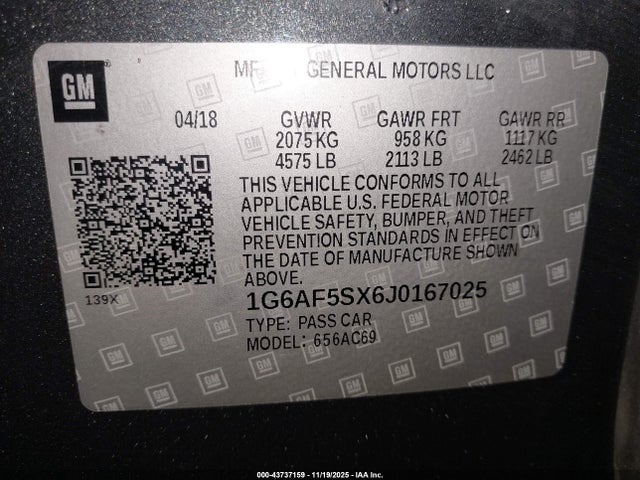 GM
MF GENERAL MOTORS LLC
04/18 GVWR GAWR FRT GAWR RR
2075 KG 958 KG 1117 KG
4575 LB 2113 LB 2462 LB
THIS VEHICLE CONFORMS TO ALL
APPLICABLE U.S. FEDERAL MOTOR
VEHICLE SAFETY, BUMPER, AND THEFT
PREVENTION STANDARDS IN EFFECT ON
THE DATE OF MANUFACTURE SHOWN
ABOVE.
139X
1G6AF5SX6J0167025
TYPE: PASS CAR
MODEL: 656AC69
000-43737159 - 11/19/2025 - IAA Inc.